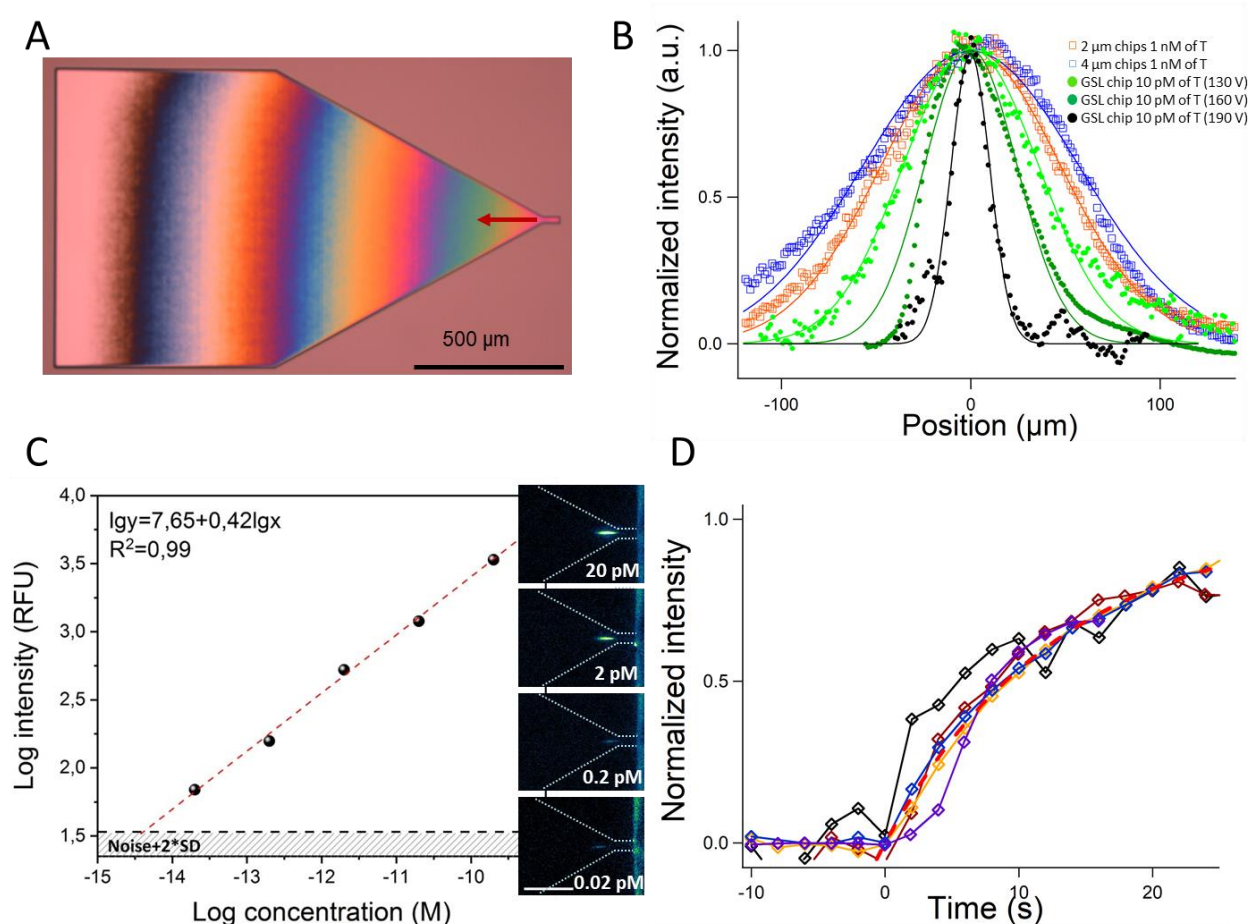 A
500 µm
B
Normalized intensity (a.u.)
1.0
0.5
0.0
-100
0
100
Position (µm)
2 µm chips 1 nM of T
4 µm chips 1 nM of T
GSL chip 10 pM of T (130 V)
GSL chip 10 pM of T (160 V)
GSL chip 10 pM of T (190 V)
C
Log intensity (RFU)
4,0
3.5
3.0
2.5
2.0
1.5
lgy=7,65+0,42lgx
R²=0,99
Noise+2*SD
-15
-14
-13
-12
-11
-10
Log concentration (M)
20 pM
2 pM
0.2 pM
0.02 pM
D
Normalized intensity
1.0
0.5
0.0
-10
0
10
20
Time (s)